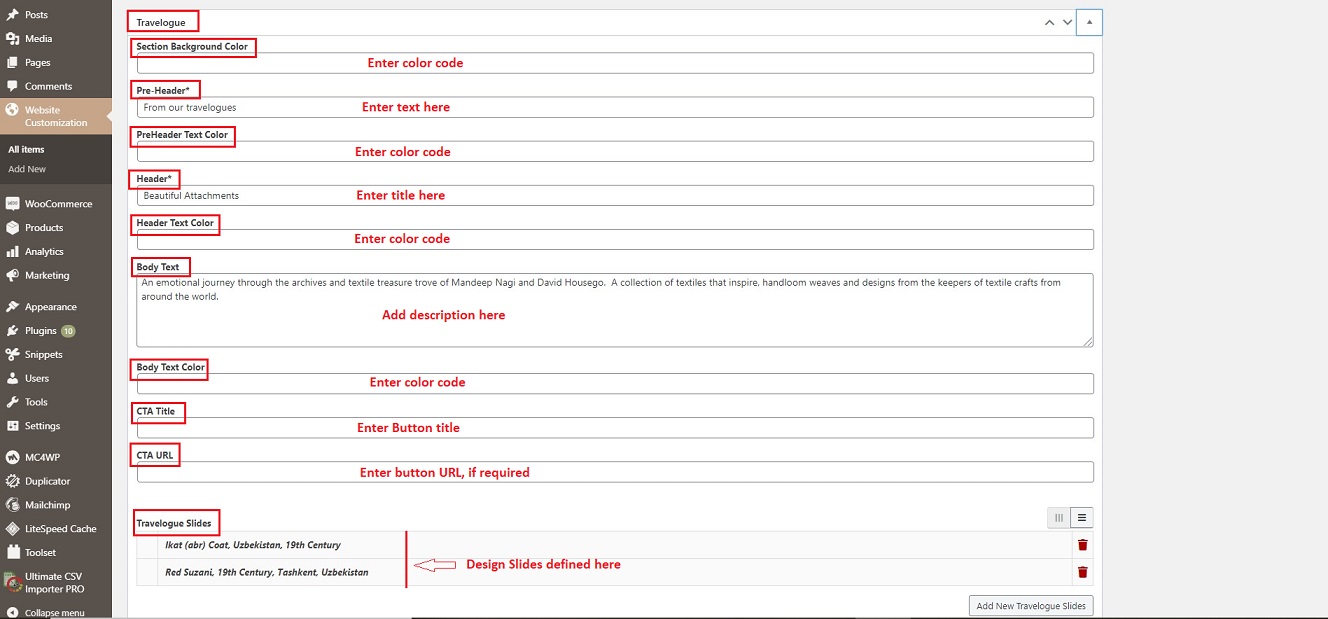 Posts
Media
Pages
Comments
Website
Customization
All items
Add New
WooCommerce
Products
Analytics
Marketing
Appearance
Plugins 10
Snippets
Users
Tools
Settings
MC4WP
Duplicator
Mailchimp
LiteSpeed Cache
Toolset
Ultimate CSV
Importer PRO
Collapse menu
Travelogue
Section Background Color
Enter color code
Pre-Header*
From our travelogues Enter text here
PreHeader Text Color
Enter color code
Header*
Beautiful Attachments Enter title here
Header Text Color
Enter color code
Body Text
An emotional journey through the archives and textile treasure trove of Mandeep Nagi and David Housego. A collection of textiles that inspire, handloom weaves and designs from the keepers of textile crafts from
around the world.
Add description here
Body Text Color
Enter color code
CTA Title
Enter Button title
CTA URL
Enter button URL, if required
Travelogue Slides
Ikat (abr) Coat, Uzbekistan, 19th Century
Design Slides defined here
Red Suzani, 19th Century, Tashkent, Uzbekistan
Add New Travelogue Slides